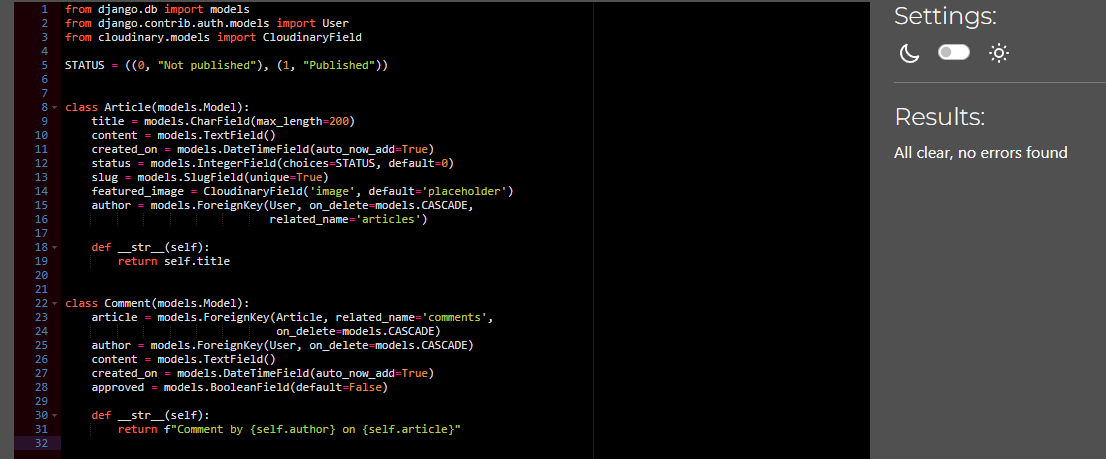 1 from django.db import models
2 from django.contrib.auth.models import User
3 from cloudinary.models import CloudinaryField
4
5 STATUS = ((0, "Not published"), (1, "Published"))
6
7
8 class Article(models.Model):
9     title = models.CharField(max_length=200)
10     content = models.TextField()
11     created_on = models.DateTimeField(auto_now_add=True)
12     status = models.IntegerField(choices=STATUS, default=0)
13     slug = models.SlugField(unique=True)
14     featured_image = CloudinaryField('image', default='placeholder')
15     author = models.ForeignKey(User, on_delete=models.CASCADE,
16                                related_name='articles')
17
18     def __str__(self):
19         return self.title
20
21
22 class Comment(models.Model):
23     article = models.ForeignKey(Article, related_name='comments',
24                                 on_delete=models.CASCADE)
25     author = models.ForeignKey(User, on_delete=models.CASCADE)
26     content = models.TextField()
27     created_on = models.DateTimeField(auto_now_add=True)
28     approved = models.BooleanField(default=False)
29
30     def __str__(self):
31         return f"Comment by {self.author} on {self.article}"
32
Settings:
Results:
All clear, no errors found